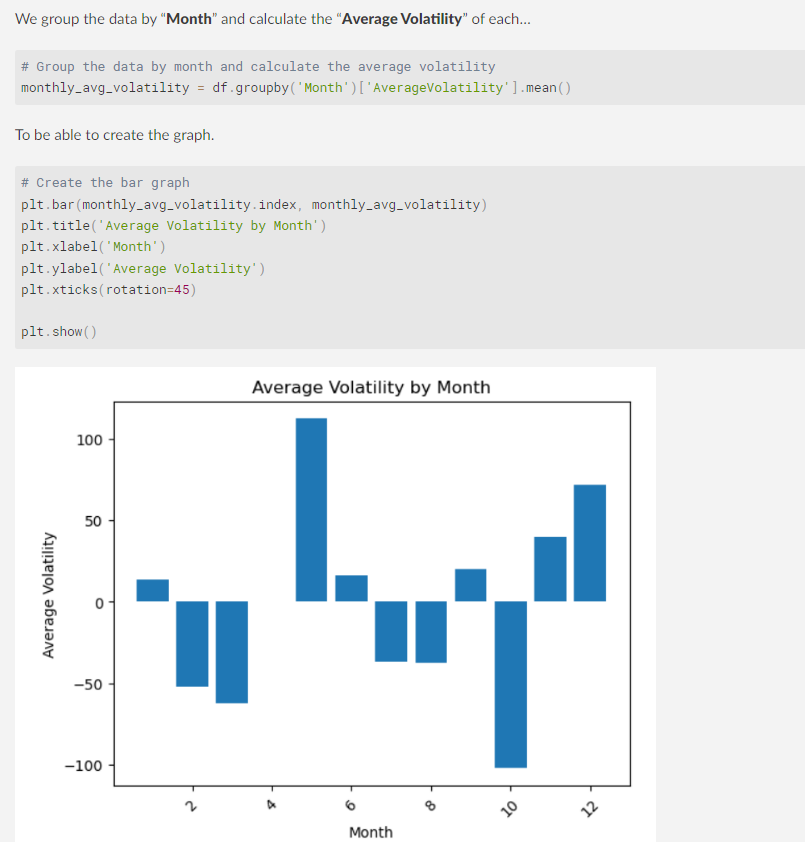 We group the data by “Month” and calculate the “Average Volatility” of each…
# Group the data by month and calculate the average volatility
monthly_avg_volatility = df.groupby('Month')['AverageVolatility'].mean()
To be able to create the graph.
# Create the bar graph
plt.bar(monthly_avg_volatility.index, monthly_avg_volatility)
plt.title('Average Volatility by Month')
plt.xlabel('Month')
plt.ylabel('Average Volatility')
plt.xticks(rotation=45)
plt.show()
Average Volatility by Month
100
50
0
−50
−100
Average Volatility
2 4 6 8 10 12
Month